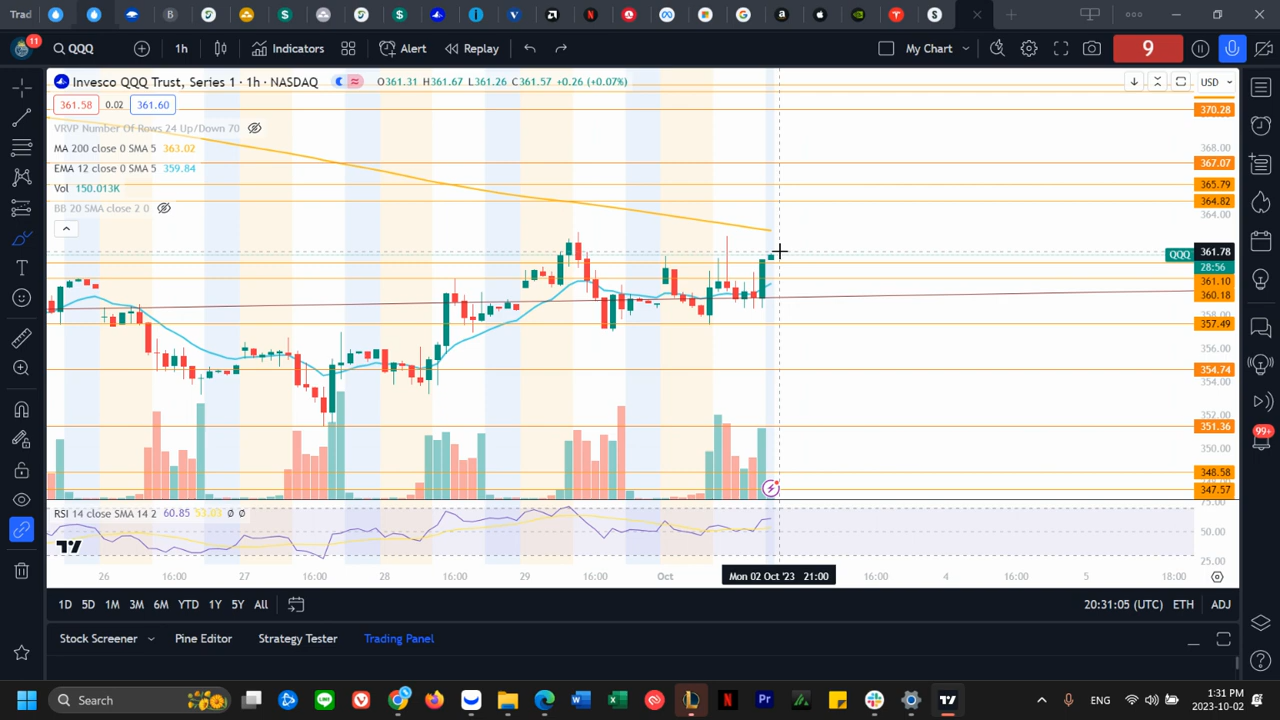 Trad
11
QQQ
1h
Indicators
Alert
Replay
My Chart
9
Invesco QQQ Trust, Series 1 · 1h · NASDAQ
O361.31 H361.67 L361.26 C361.57 +0.26 (+0.07%)
USD
361.58 0.02 361.60
VRVP Number Of Rows 24 Up/Down 70
MA 200 close 0 SMA 5 363.02
EMA 12 close 0 SMA 5 359.84
Vol 150.013K
BB 20 SMA close 2 0
370.28
368.00
367.07
365.79
364.82
364.00
QQQ 361.78
28:56
361.10
360.18
358.00
357.49
356.00
354.74
354.00
352.00
351.36
350.00
348.58
347.57
99+
RSI 14 close SMA 14 2 60.85 53.03 Ø Ø
75.00
50.00
25.00
26 16:00 27 16:00 28 16:00 29 16:00 Oct Mon 02 Oct '23 21:00 16:00 4 16:00 5 18:00
1D 5D 1M 3M 6M YTD 1Y 5Y All
20:31:05 (UTC) ETH ADJ
Stock Screener Pine Editor Strategy Tester Trading Panel
Search
ENG
1:31 PM
2023-10-02